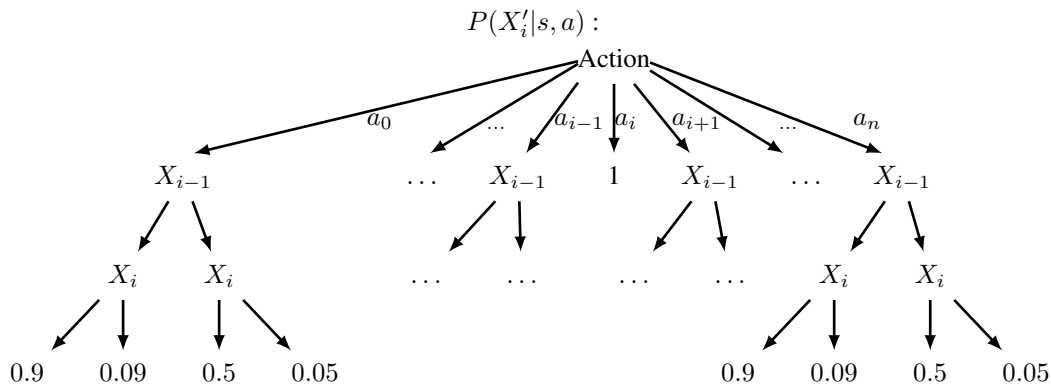 P(X'_i|s, a) :
Action
a_0 ... a_{i−1} a_i a_{i+1} ... a_n
X_{i−1} ... X_{i−1} 1 X_{i−1} ... X_{i−1}
X_i X_i ... ... ... ... X_i X_i
0.9 0.09 0.5 0.05 0.9 0.09 0.5 0.05